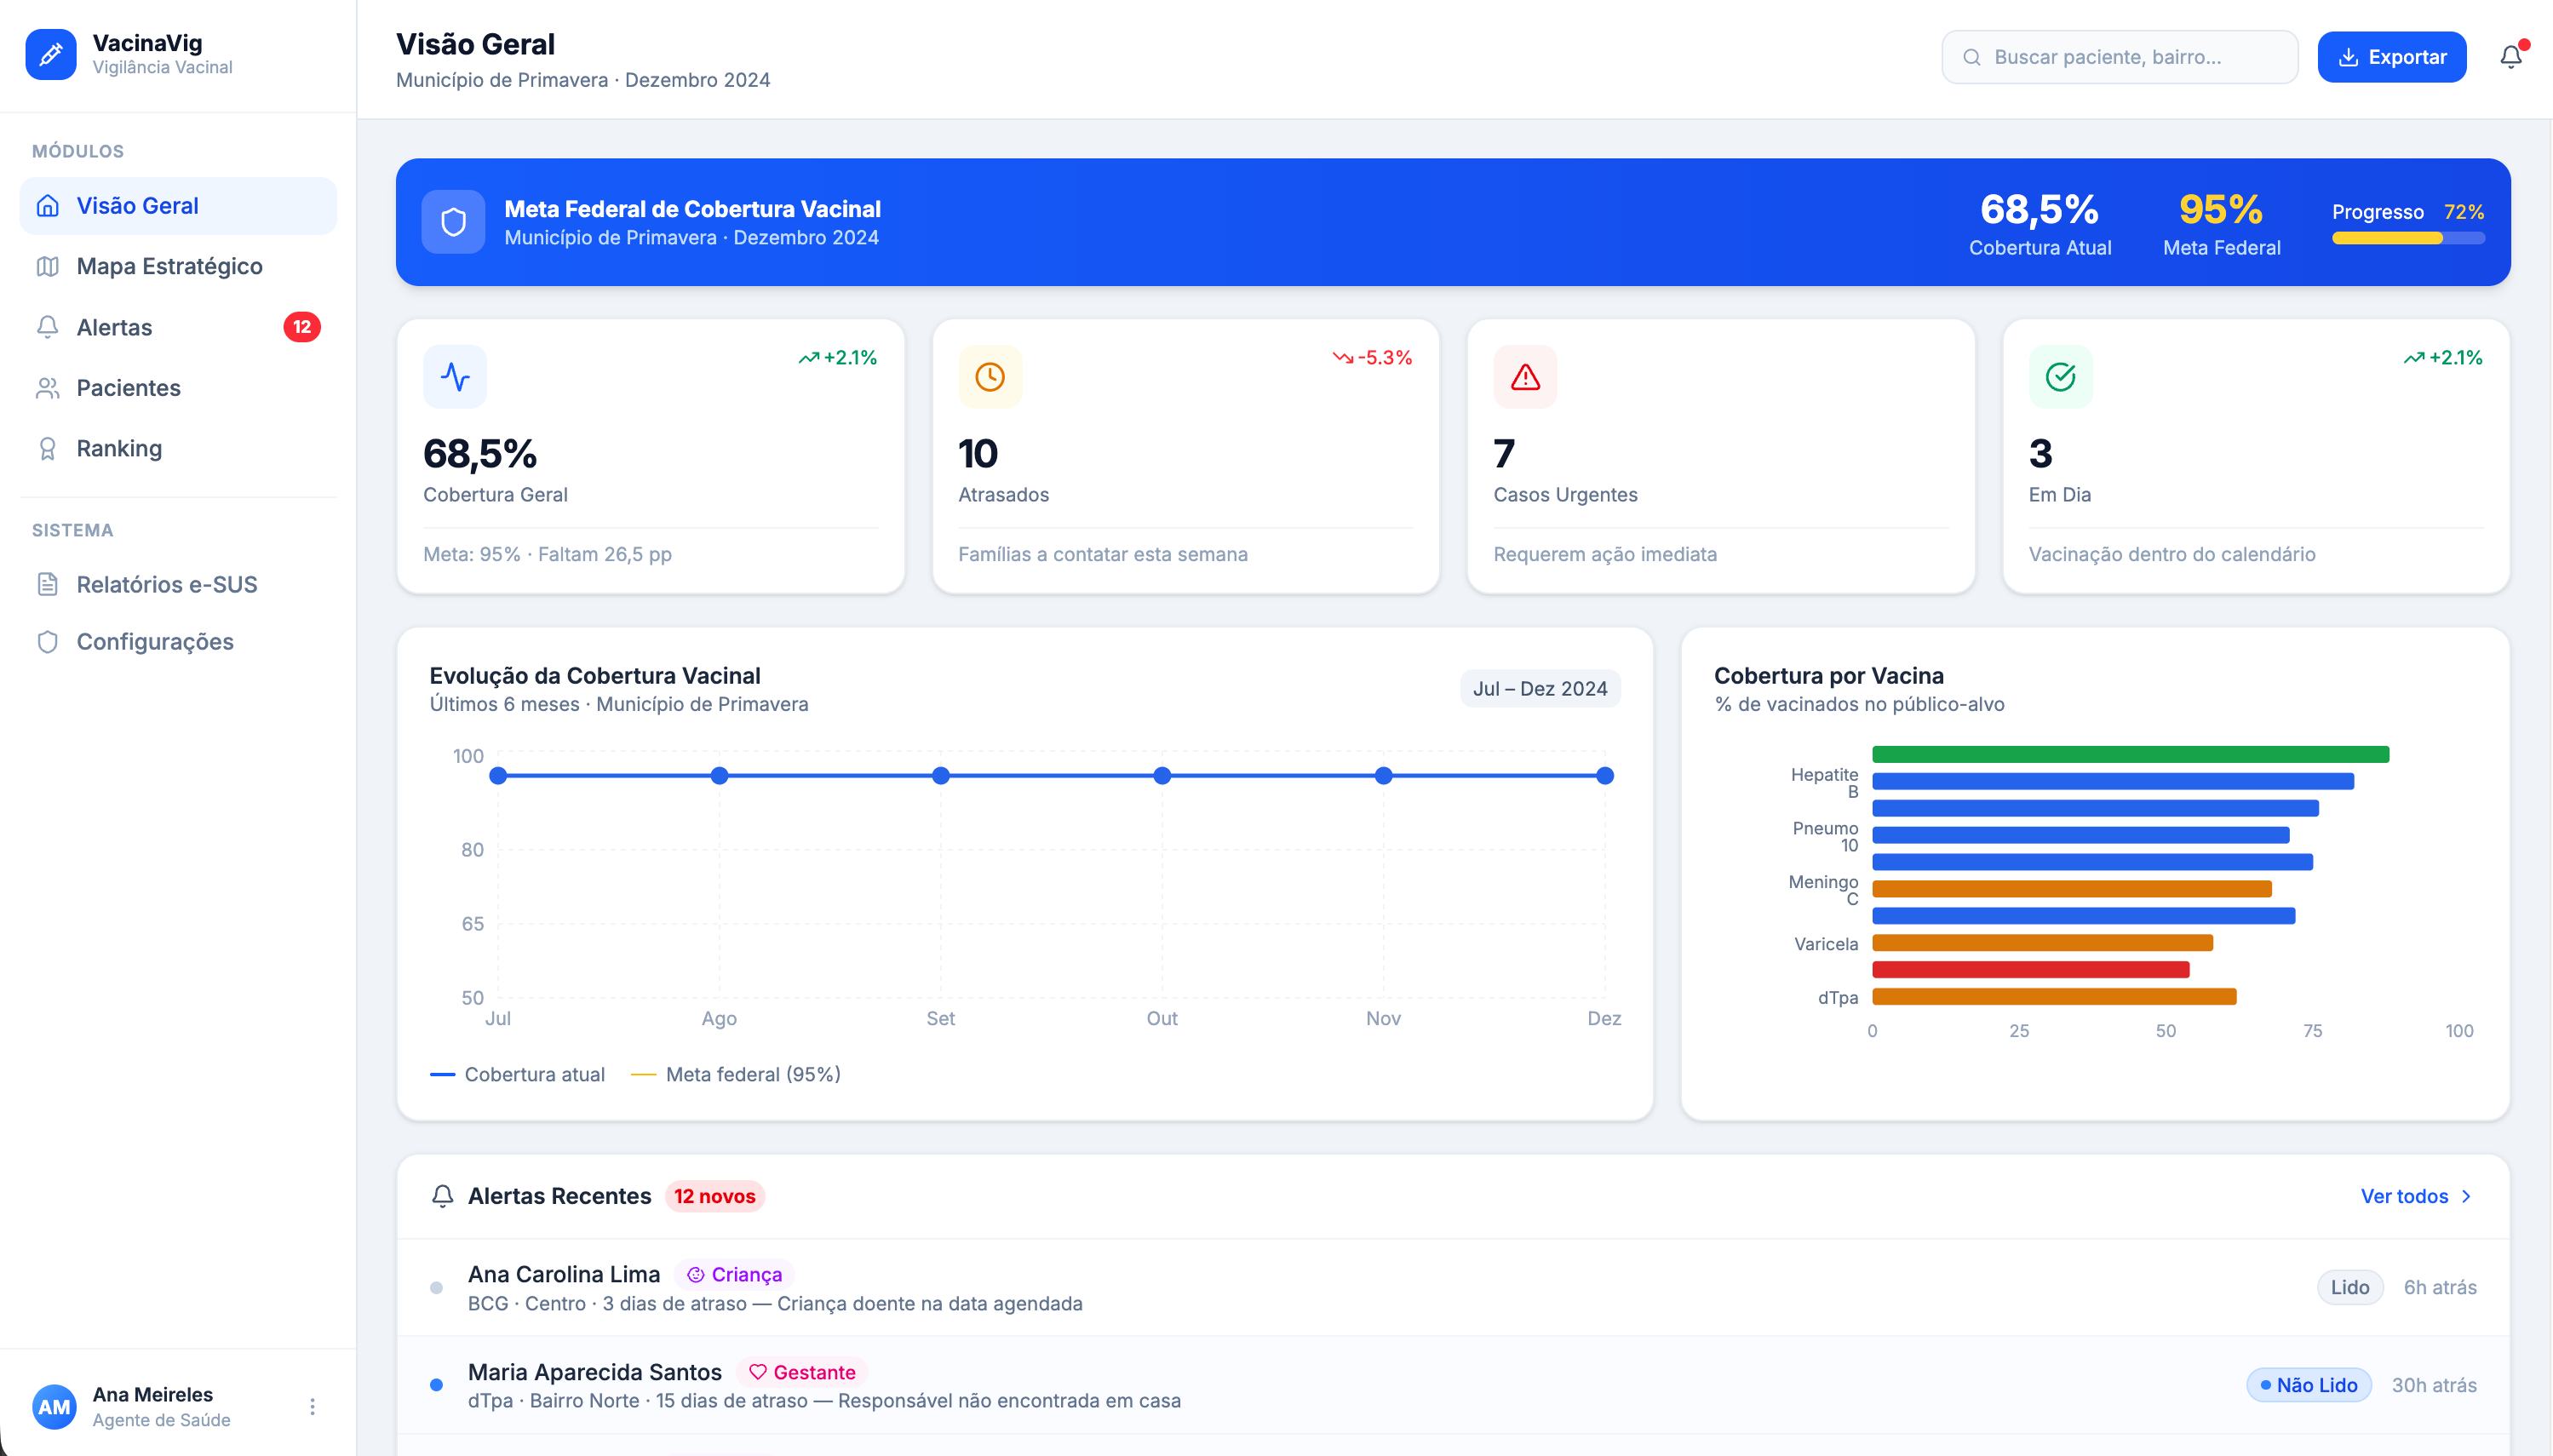 VacinaVig
Vigilância Vacinal
MÓDULOS
Visão Geral
Mapa Estratégico
Alertas
12
Pacientes
Ranking
SISTEMA
Relatórios e-SUS
Configurações
AM
Ana Meireles
Agente de Saúde
Visão Geral
Município de Primavera · Dezembro 2024
Buscar paciente, bairro...
Exportar
Meta Federal de Cobertura Vacinal
Município de Primavera · Dezembro 2024
68,5%
Cobertura Atual
95%
Meta Federal
Progresso 72%
+2.1%
68,5%
Cobertura Geral
Meta: 95% · Faltam 26,5 pp
-5.3%
10
Atrasados
Famílias a contatar esta semana
7
Casos Urgentes
Requerem ação imediata
+2.1%
3
Em Dia
Vacinação dentro do calendário
Evolução da Cobertura Vacinal
Últimos 6 meses · Município de Primavera
Jul – Dez 2024
100
80
65
50
Jul Ago Set Out Nov Dez
Cobertura atual
Meta federal (95%)
Cobertura por Vacina
% de vacinados no público-alvo
Hepatite
B
Pneumo
10
Meningo
C
Varicela
dTpa
0 25 50 75 100
Alertas Recentes
12 novos
Ver todos
Ana Carolina Lima
Criança
BCG · Centro · 3 dias de atraso — Criança doente na data agendada
Lido
6h atrás
Maria Aparecida Santos
Gestante
dTpa · Bairro Norte · 15 dias de atraso — Responsável não encontrada em casa
Não Lido
30h atrás